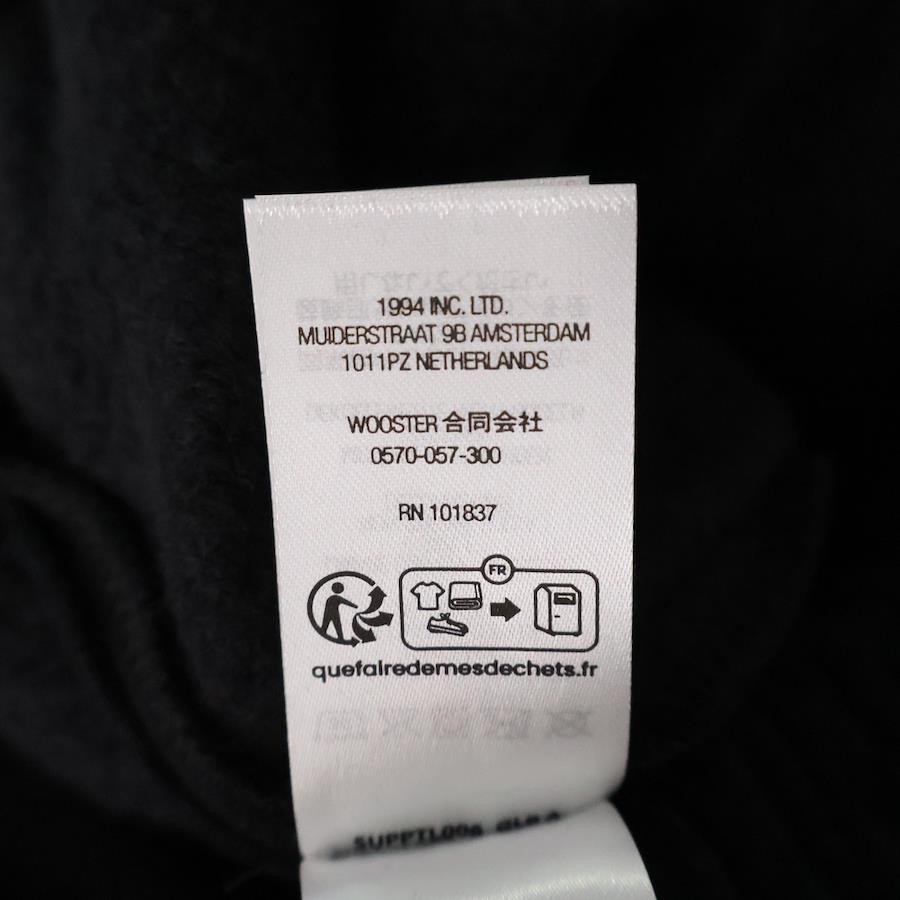 1994 INC. LTD.
MUIDERSTRAAT 9B AMSTERDAM
1011PZ NETHERLANDS
WOOSTER 合同会社
0570-057-300
RN 101837
FR
quefairedemesdechets.fr